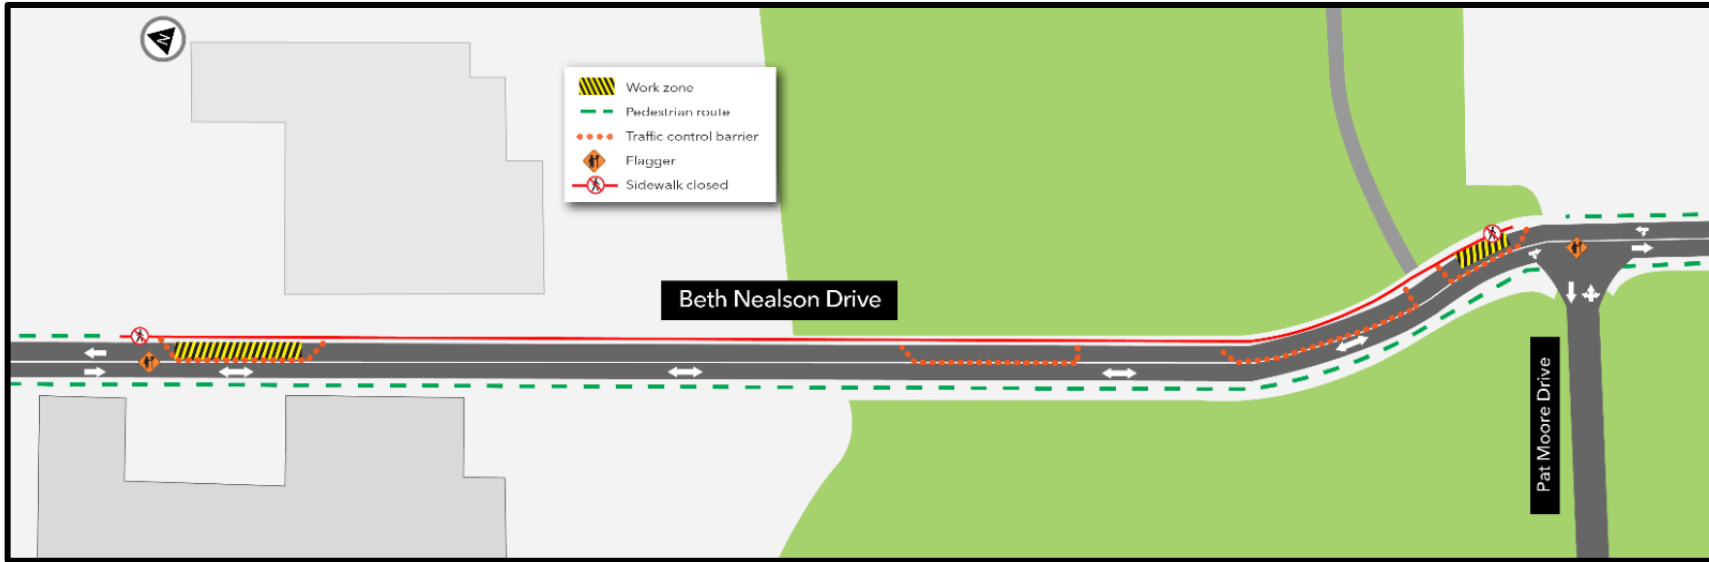 N
Work zone
Pedestrian route
Traffic control barrier
Flagger
Sidewalk closed
Beth Nealson Drive
Pat Moore Drive